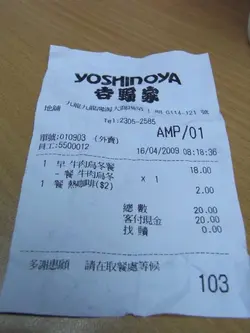 YOSHINOYA
吉野家
Tel:2305-2585
單號:010903 (外賣) AMP/01
員工:5500012 16/04/2009 08:18:36
1 早 牛肉烏冬餐 18.00
- 餐 牛肉烏冬 x 1
1 餐 熱咖啡($2) 2.00
總 數 20.00
客付現金 20.00
找 贖 0.00
多謝惠顧 請在取餐處等候
103